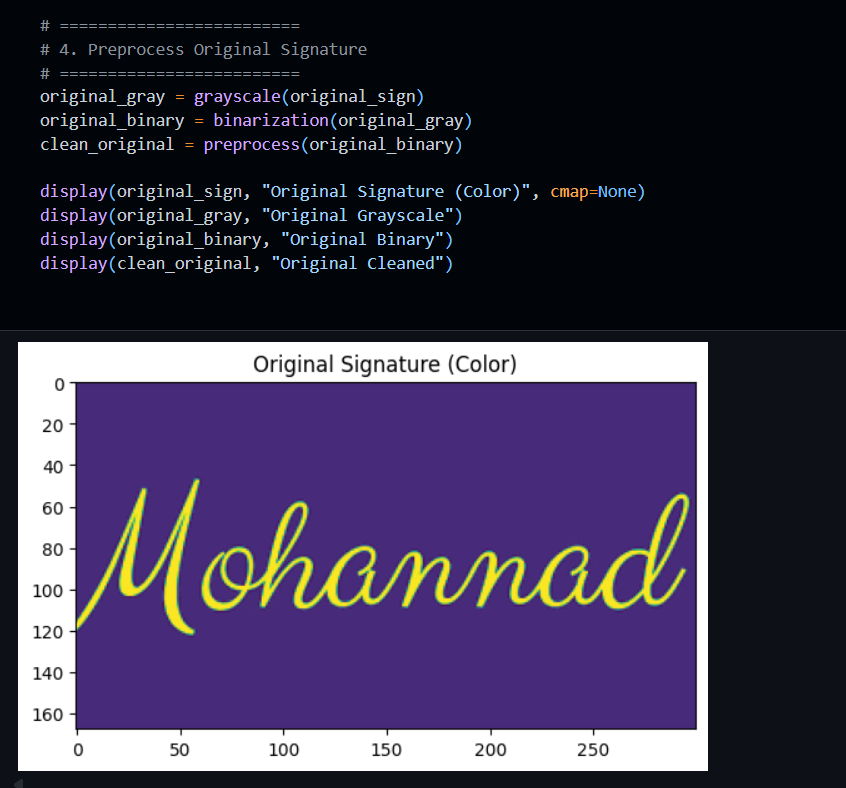 # =========================
# 4. Preprocess Original Signature
# =========================
original_gray = grayscale(original_sign)
original_binary = binarization(original_gray)
clean_original = preprocess(original_binary)
display(original_sign, "Original Signature (Color)", cmap=None)
display(original_gray, "Original Grayscale")
display(original_binary, "Original Binary")
display(clean_original, "Original Cleaned")
Original Signature (Color)
0
20
40
60
80
100
120
140
160
Mohannad
0 50 100 150 200 250